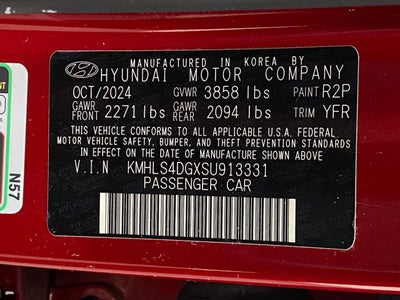 MANUFACTURED IN KOREA BY
HYUNDAI MOTOR COMPANY
OCT/2024 GVWR 3858 lbs PAINT R2P
GAWR FRONT 2271 lbs GAWR REAR 2094 lbs TRIM YFR
THIS VEHICLE CONFORMS TO ALL APPLICABLE U.S.A. FEDERAL
MOTOR VEHICLE SAFETY, BUMPER, AND THEFT PREVENTION
STANDARDS IN EFFECT ON THE DATE OF MANUFACTURE SHOWN ABOVE.
V.I.N KMHLS4DGXSU913331
PASSENGER CAR
N57